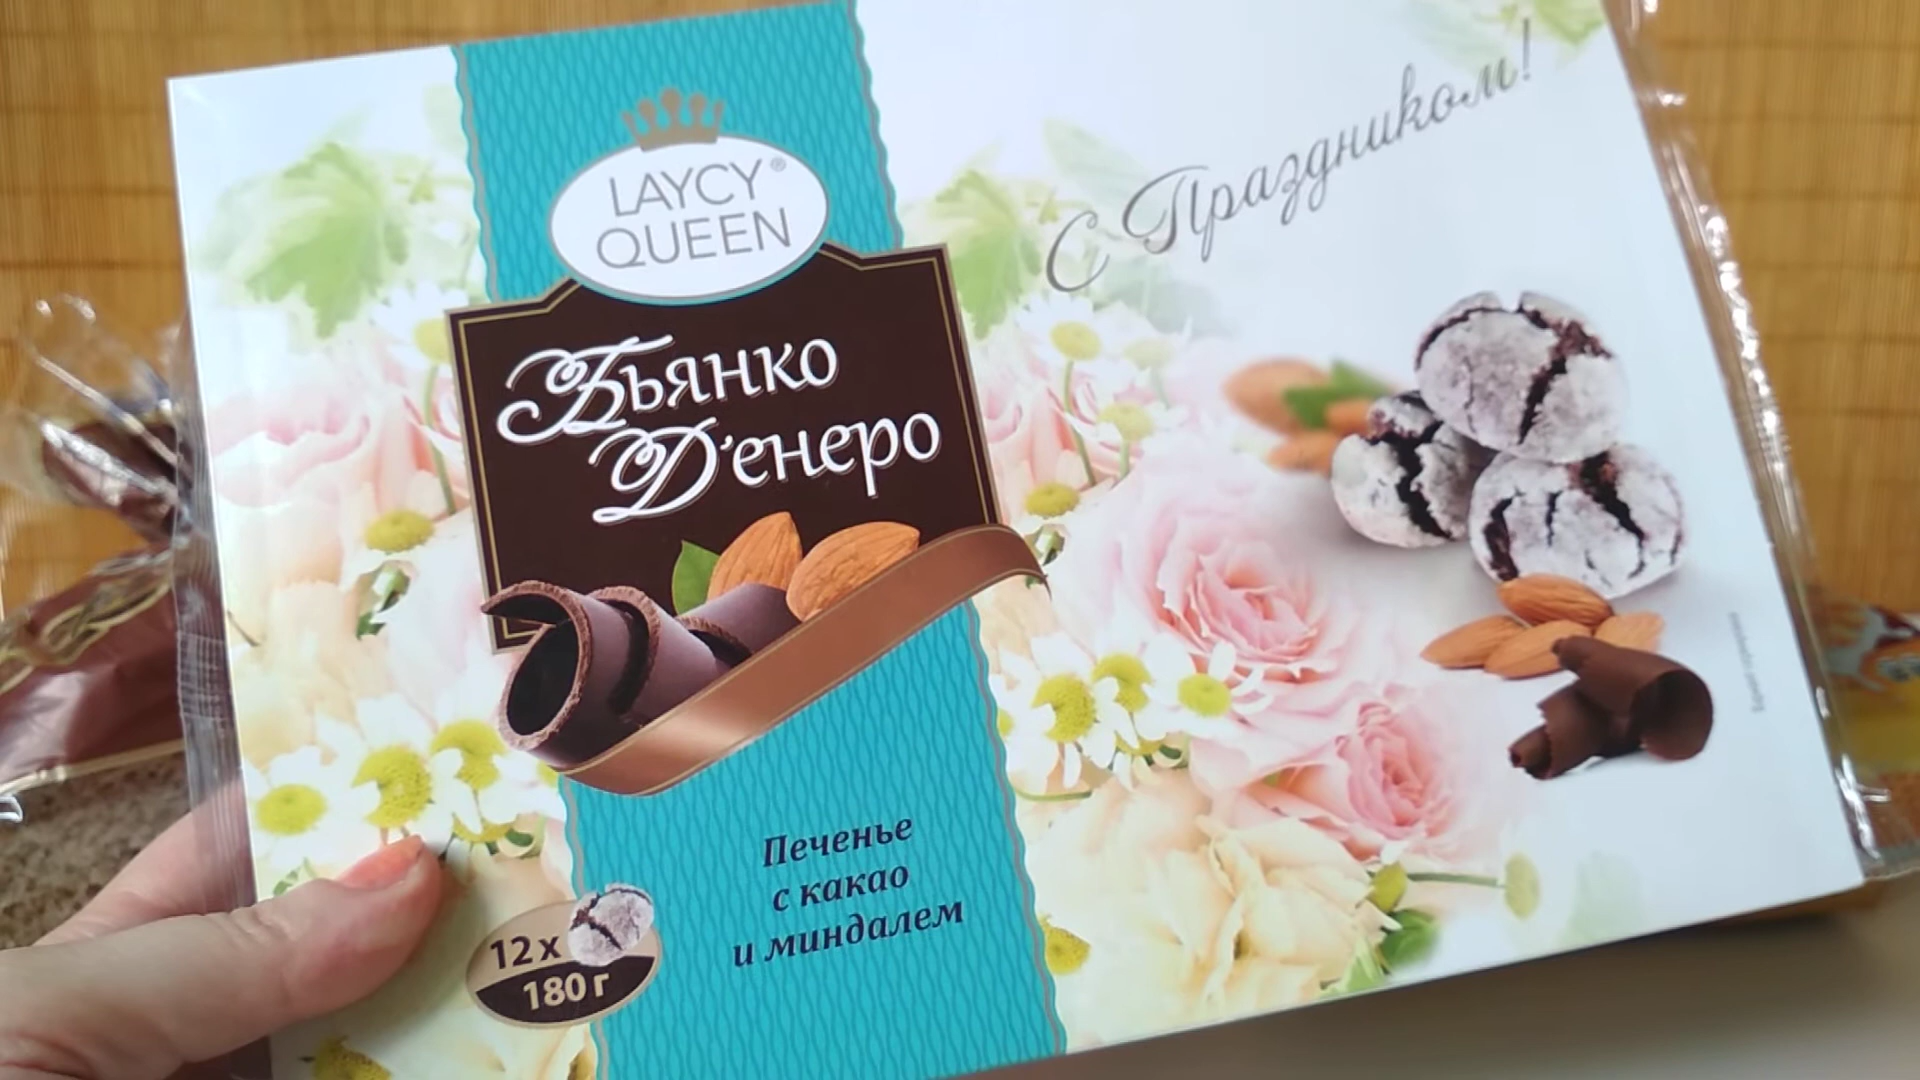 LAYCY®
QUEEN
С Праздником!
Бьянко
Д'енеро
Печенье
с какао
и миндалем
12 x
180 г